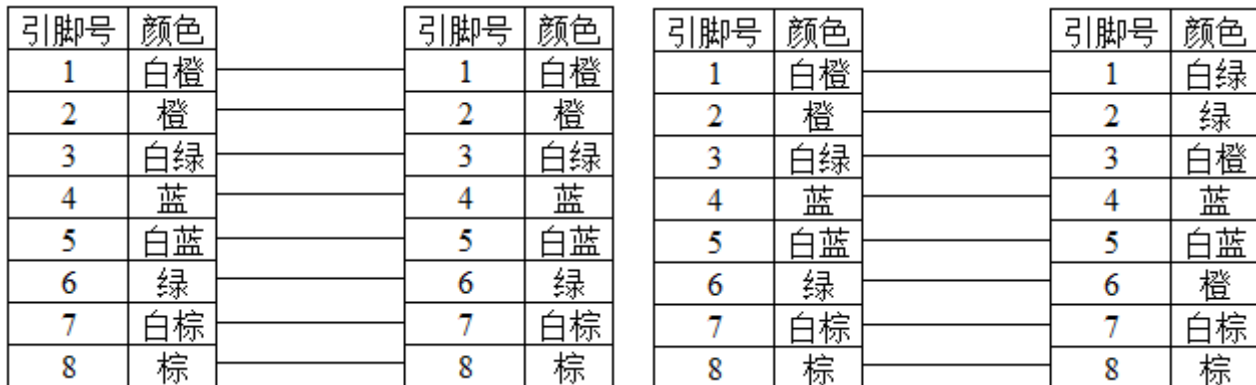 引脚号 颜色 引脚号 颜色 引脚号 颜色 引脚号 颜色
1 白橙 1 白橙 1 白橙 1 白绿
2 橙 2 橙 2 橙 2 绿
3 白绿 3 白绿 3 白绿 3 白橙
4 蓝 4 蓝 4 蓝 4 蓝
5 白蓝 5 白蓝 5 白蓝 5 白蓝
6 绿 6 绿 6 绿 6 橙
7 白棕 7 白棕 7 白棕 7 白棕
8 棕 8 棕 8 棕 8 棕